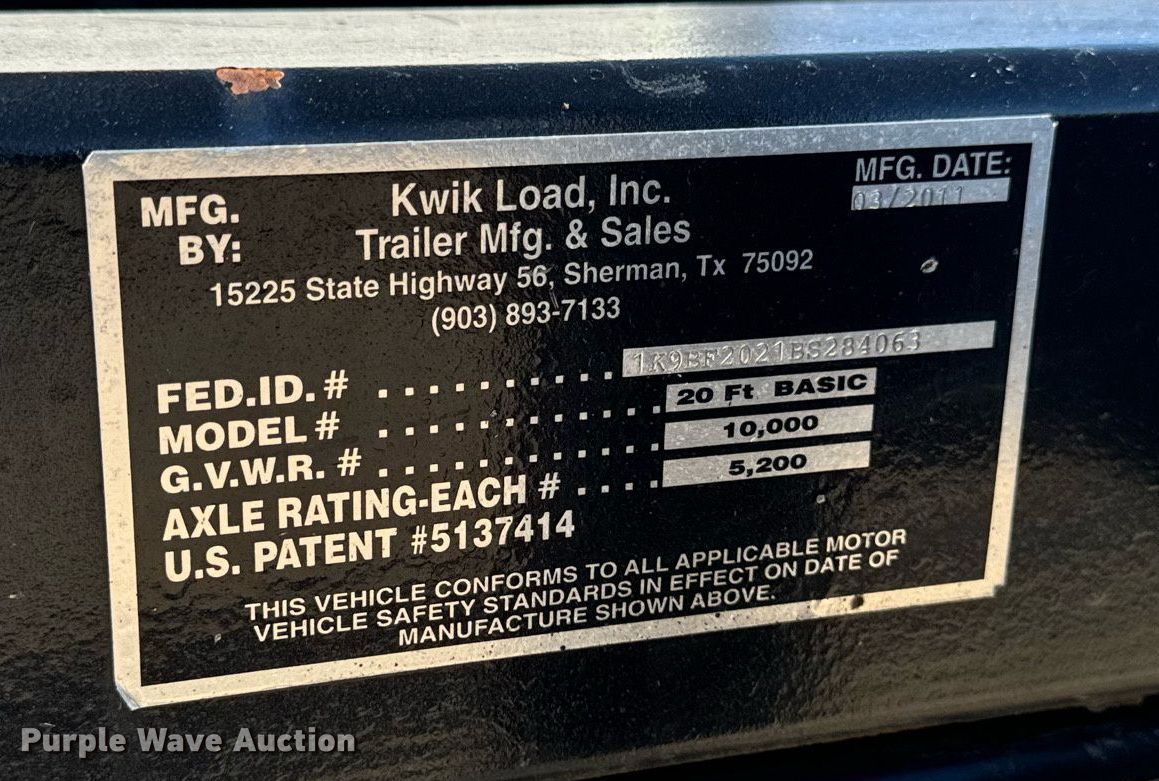 MFG. BY:
Kwik Load, Inc.
Trailer Mfg. & Sales
15225 State Highway 56, Sherman, Tx 75092
(903) 893-7133
MFG. DATE:
03/2011
FED.ID. # .......... 1K9BF2021BS284063
MODEL # ............ 20 Ft BASIC
G.V.W.R. # ............ 10,000
AXLE RATING-EACH # .... 5,200
U.S. PATENT #5137414
THIS VEHICLE CONFORMS TO ALL APPLICABLE MOTOR
VEHICLE SAFETY STANDARDS IN EFFECT ON DATE OF
MANUFACTURE SHOWN ABOVE.
Purple Wave Auction